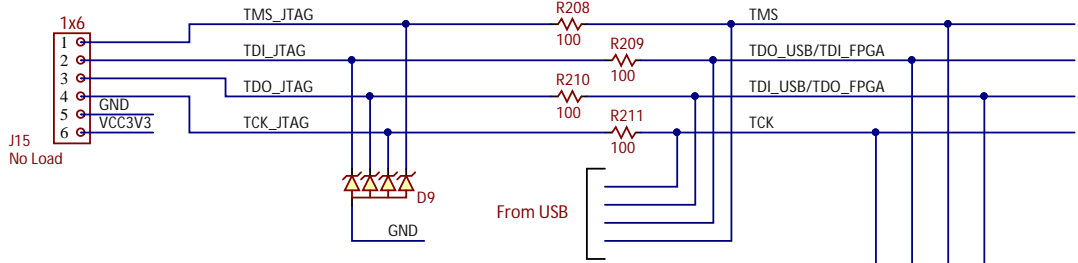 1x6
1
2
3
4
5
6
J15
No Load
TMS_JTAG
R208
100
TMS
TDI_JTAG
R209
100
TDO_USB/TDI_FPGA
TDO_JTAG
R210
100
TDI_USB/TDO_FPGA
GND
VCC3V3
TCK_JTAG
R211
100
TCK
D9
GND
From USB